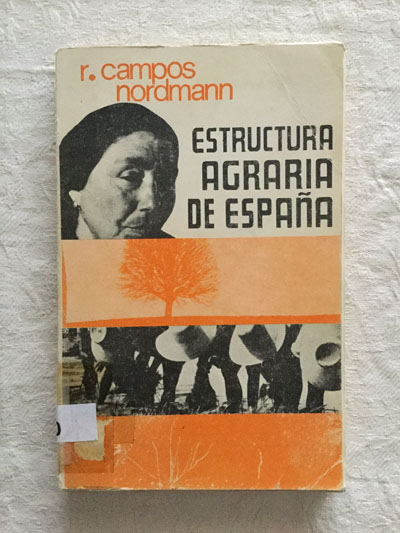 r. campos
nordmann
ESTRUCTURA
AGRARIA
DE ESPAÑA